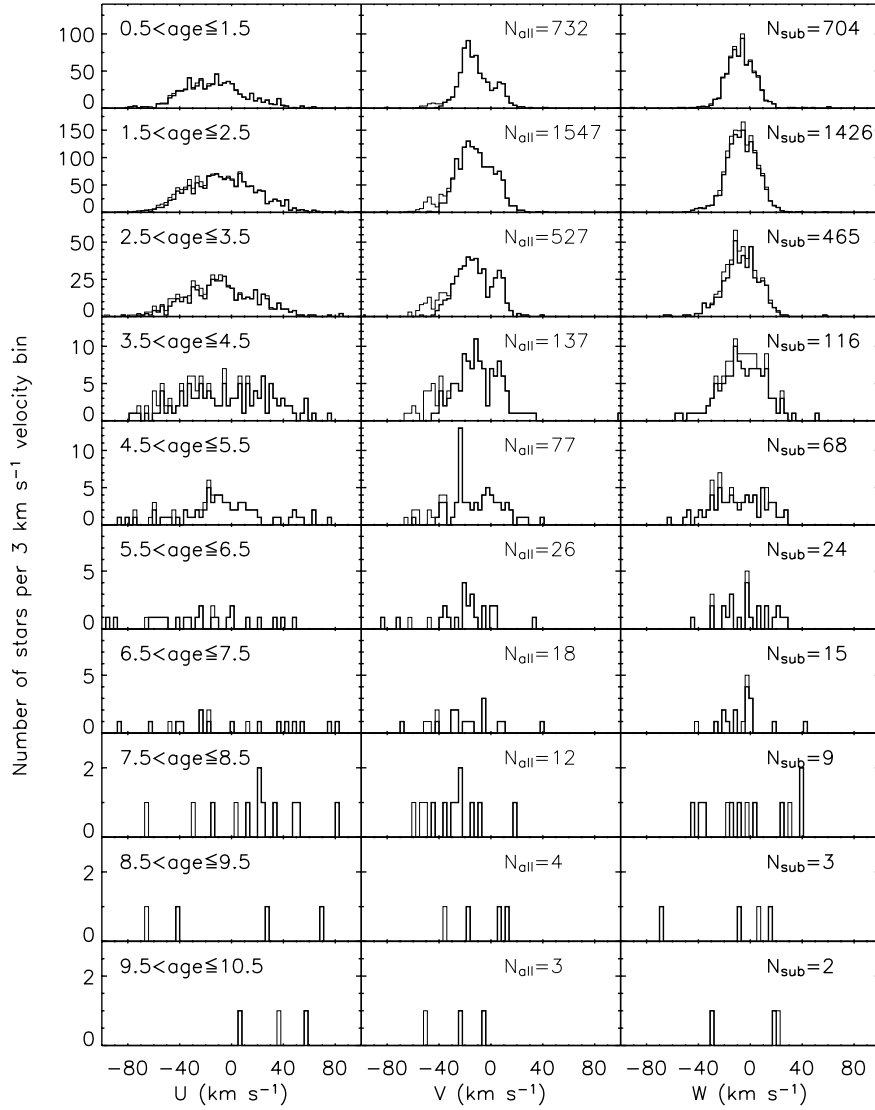 Number of stars per 3 km s⁻¹ velocity bin
100
50
0
0.5<age≦1.5
N_all=732
N_sub=704
150
100
50
0
1.5<age≦2.5
N_all=1547
N_sub=1426
50
25
0
2.5<age≦3.5
N_all=527
N_sub=465
10
5
0
3.5<age≦4.5
N_all=137
N_sub=116
10
5
0
4.5<age≦5.5
N_all=77
N_sub=68
5
0
5.5<age≦6.5
N_all=26
N_sub=24
5
0
6.5<age≦7.5
N_all=18
N_sub=15
2
0
7.5<age≦8.5
N_all=12
N_sub=9
2
0
8.5<age≦9.5
N_all=4
N_sub=3
2
0
9.5<age≦10.5
N_all=3
N_sub=2
−80 −40 0 40 80 −80 −40 0 40 80 −80 −40 0 40 80
U (km s⁻¹) V (km s⁻¹) W (km s⁻¹)